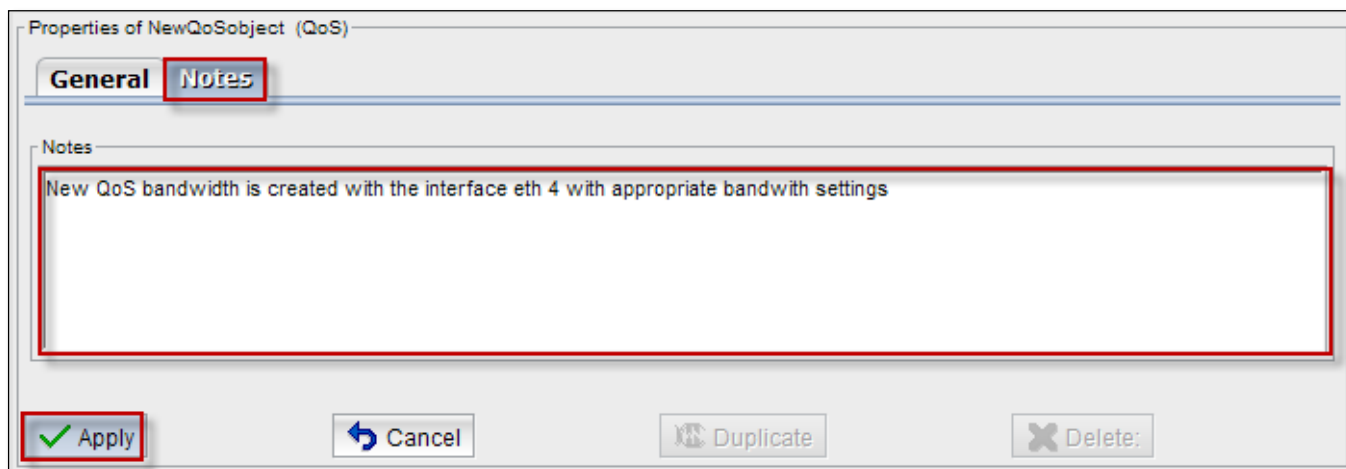 Properties of NewQoSobject (QoS)
General Notes
Notes
New QoS bandwidth is created with the interface eth 4 with appropriate bandwith settings
Apply Cancel Duplicate Delete: